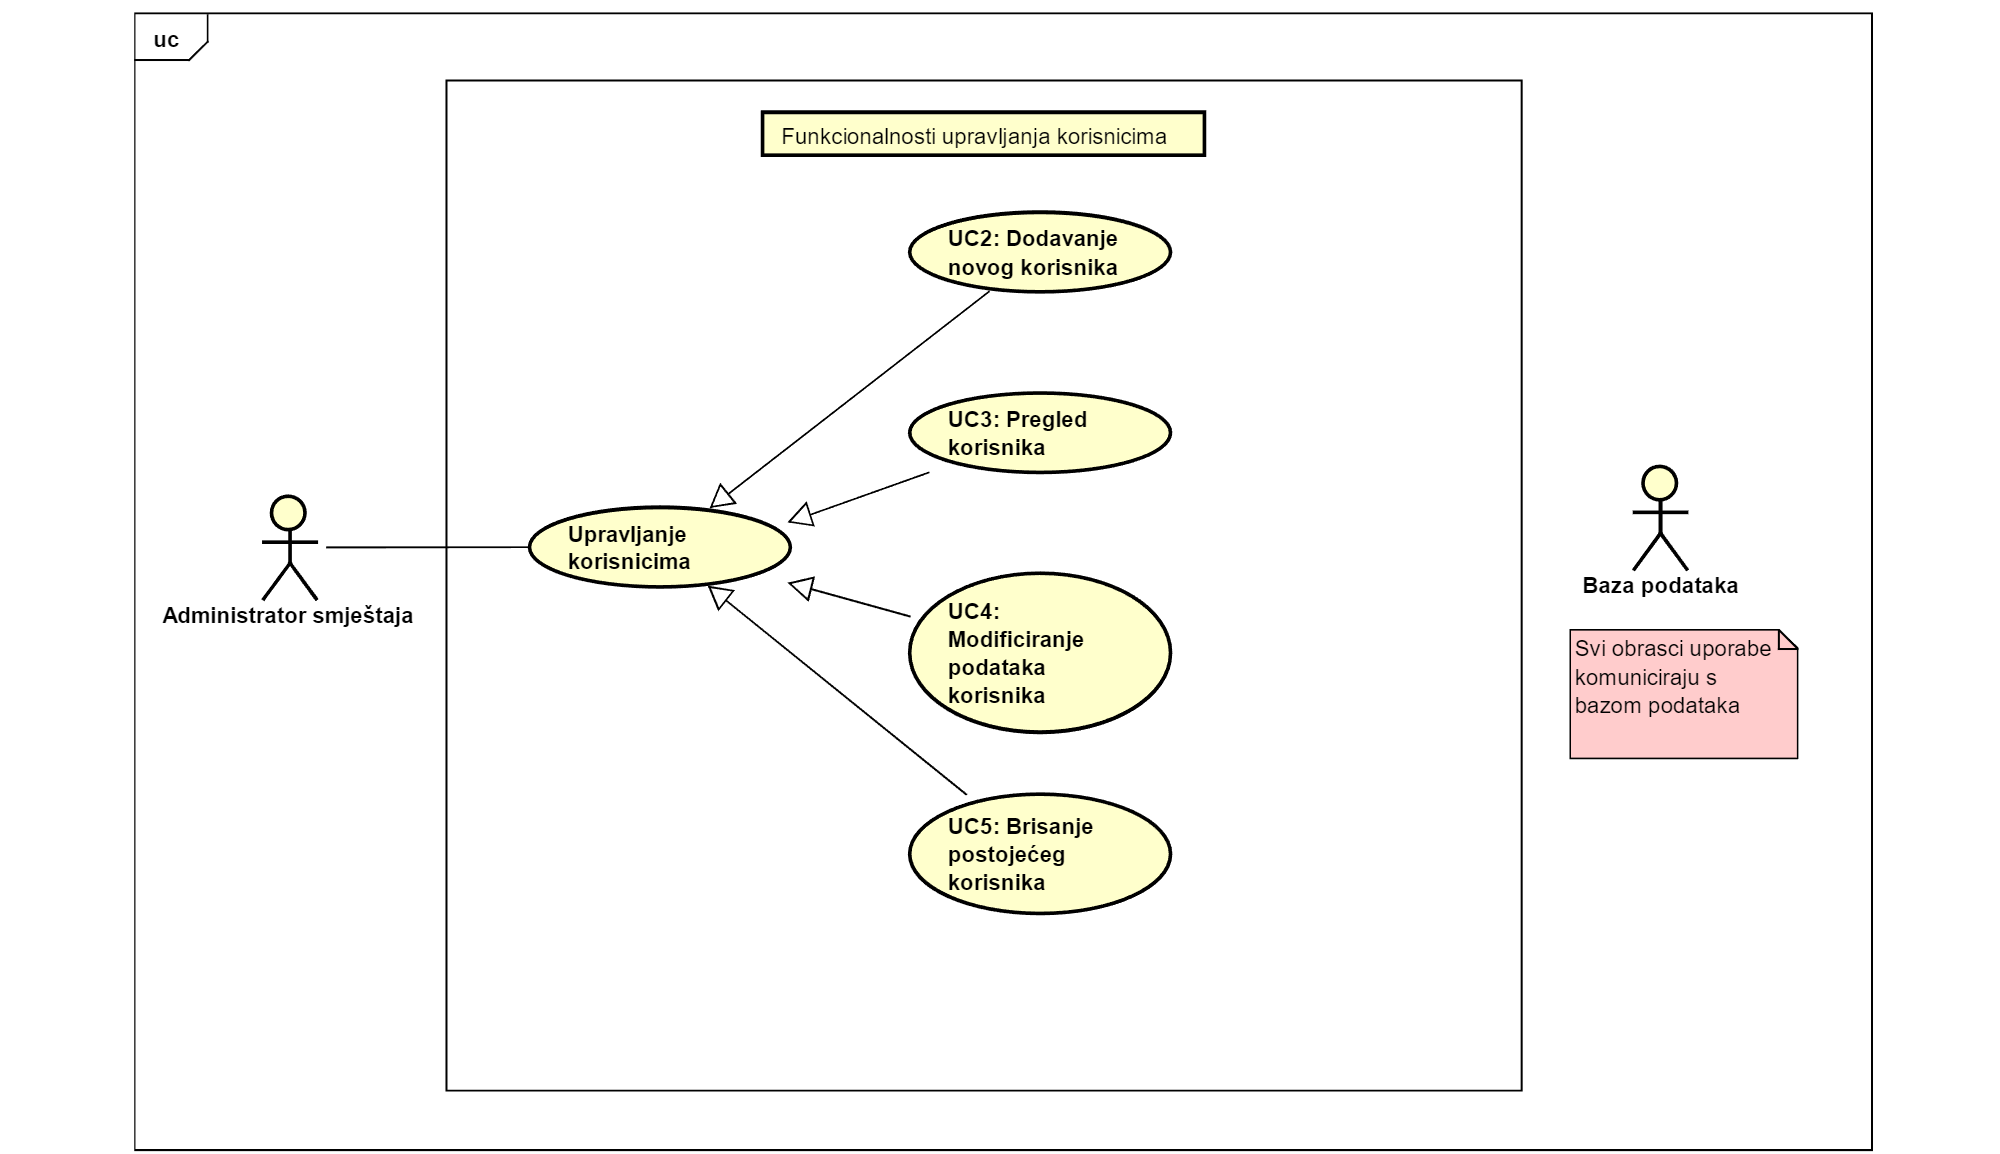 uc
Funkcionalnosti upravljanja korisnicima
UC2: Dodavanje
novog korisnika
UC3: Pregled
korisnika
Upravljanje
korisnicima
Administrator smještaja
UC4:
Modificiranje
podataka
korisnika
UC5: Brisanje
postojećeg
korisnika
Baza podataka
Svi obrasci uporabe
komuniciraju s
bazom podataka